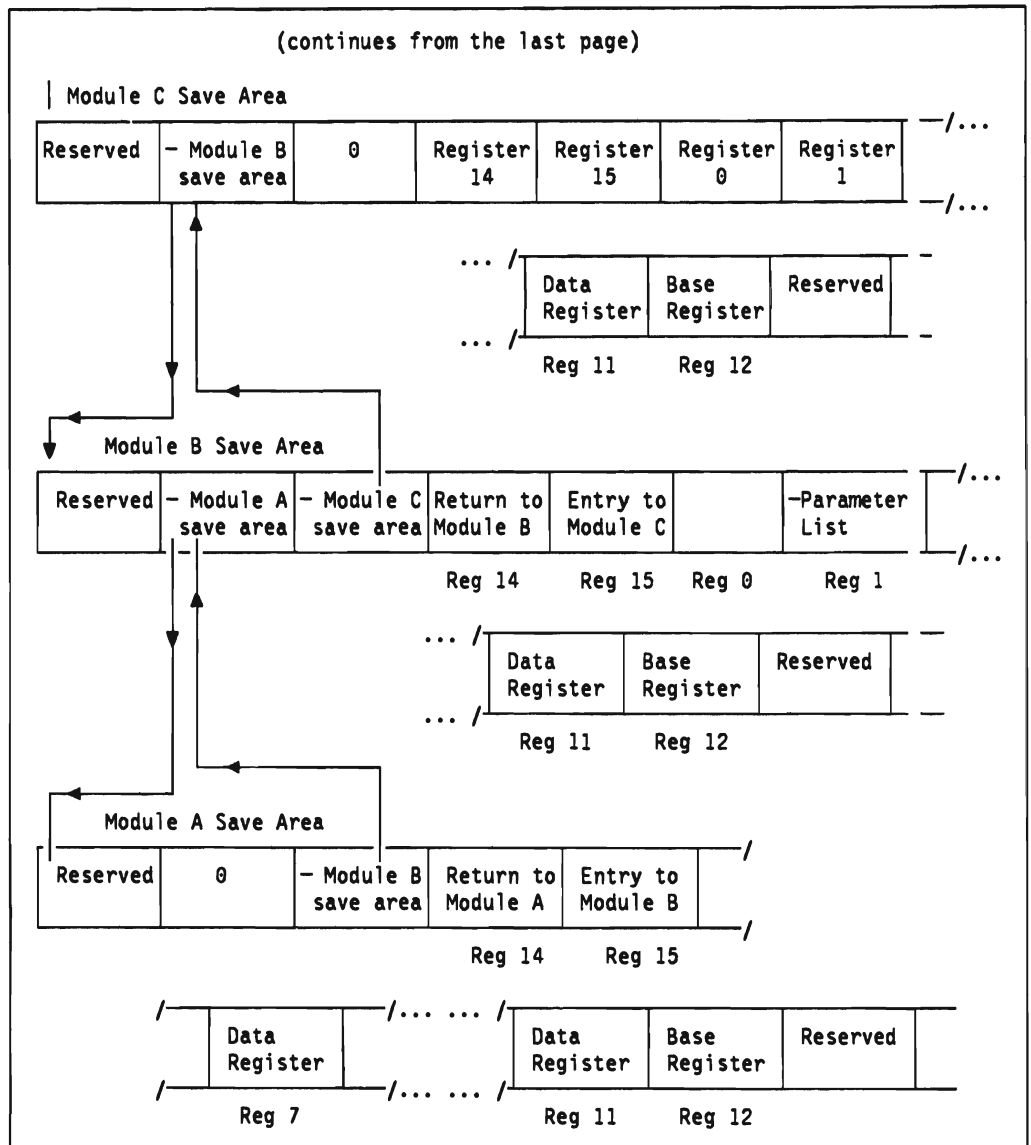 (continues from the last page)
| Module C Save Area
Reserved – Module B 0 Register Register Register Register /...
save area 14 15 0 1
/...
... / Data Base Reserved
Register Register
... /
Reg 11 Reg 12
Module B Save Area
Reserved – Module A – Module C Return to Entry to –Parameter /...
save area save area Module B Module C List
/...
Reg 14 Reg 15 Reg 0 Reg 1
... / Data Base Reserved
Register Register
... /
Reg 11 Reg 12
Module A Save Area
Reserved 0 – Module B Return to Entry to /
save area Module A Module B
/
Reg 14 Reg 15
/ Data /... ... / Data Base Reserved
Register Register Register
/ /... ... /
Reg 7 Reg 11 Reg 12